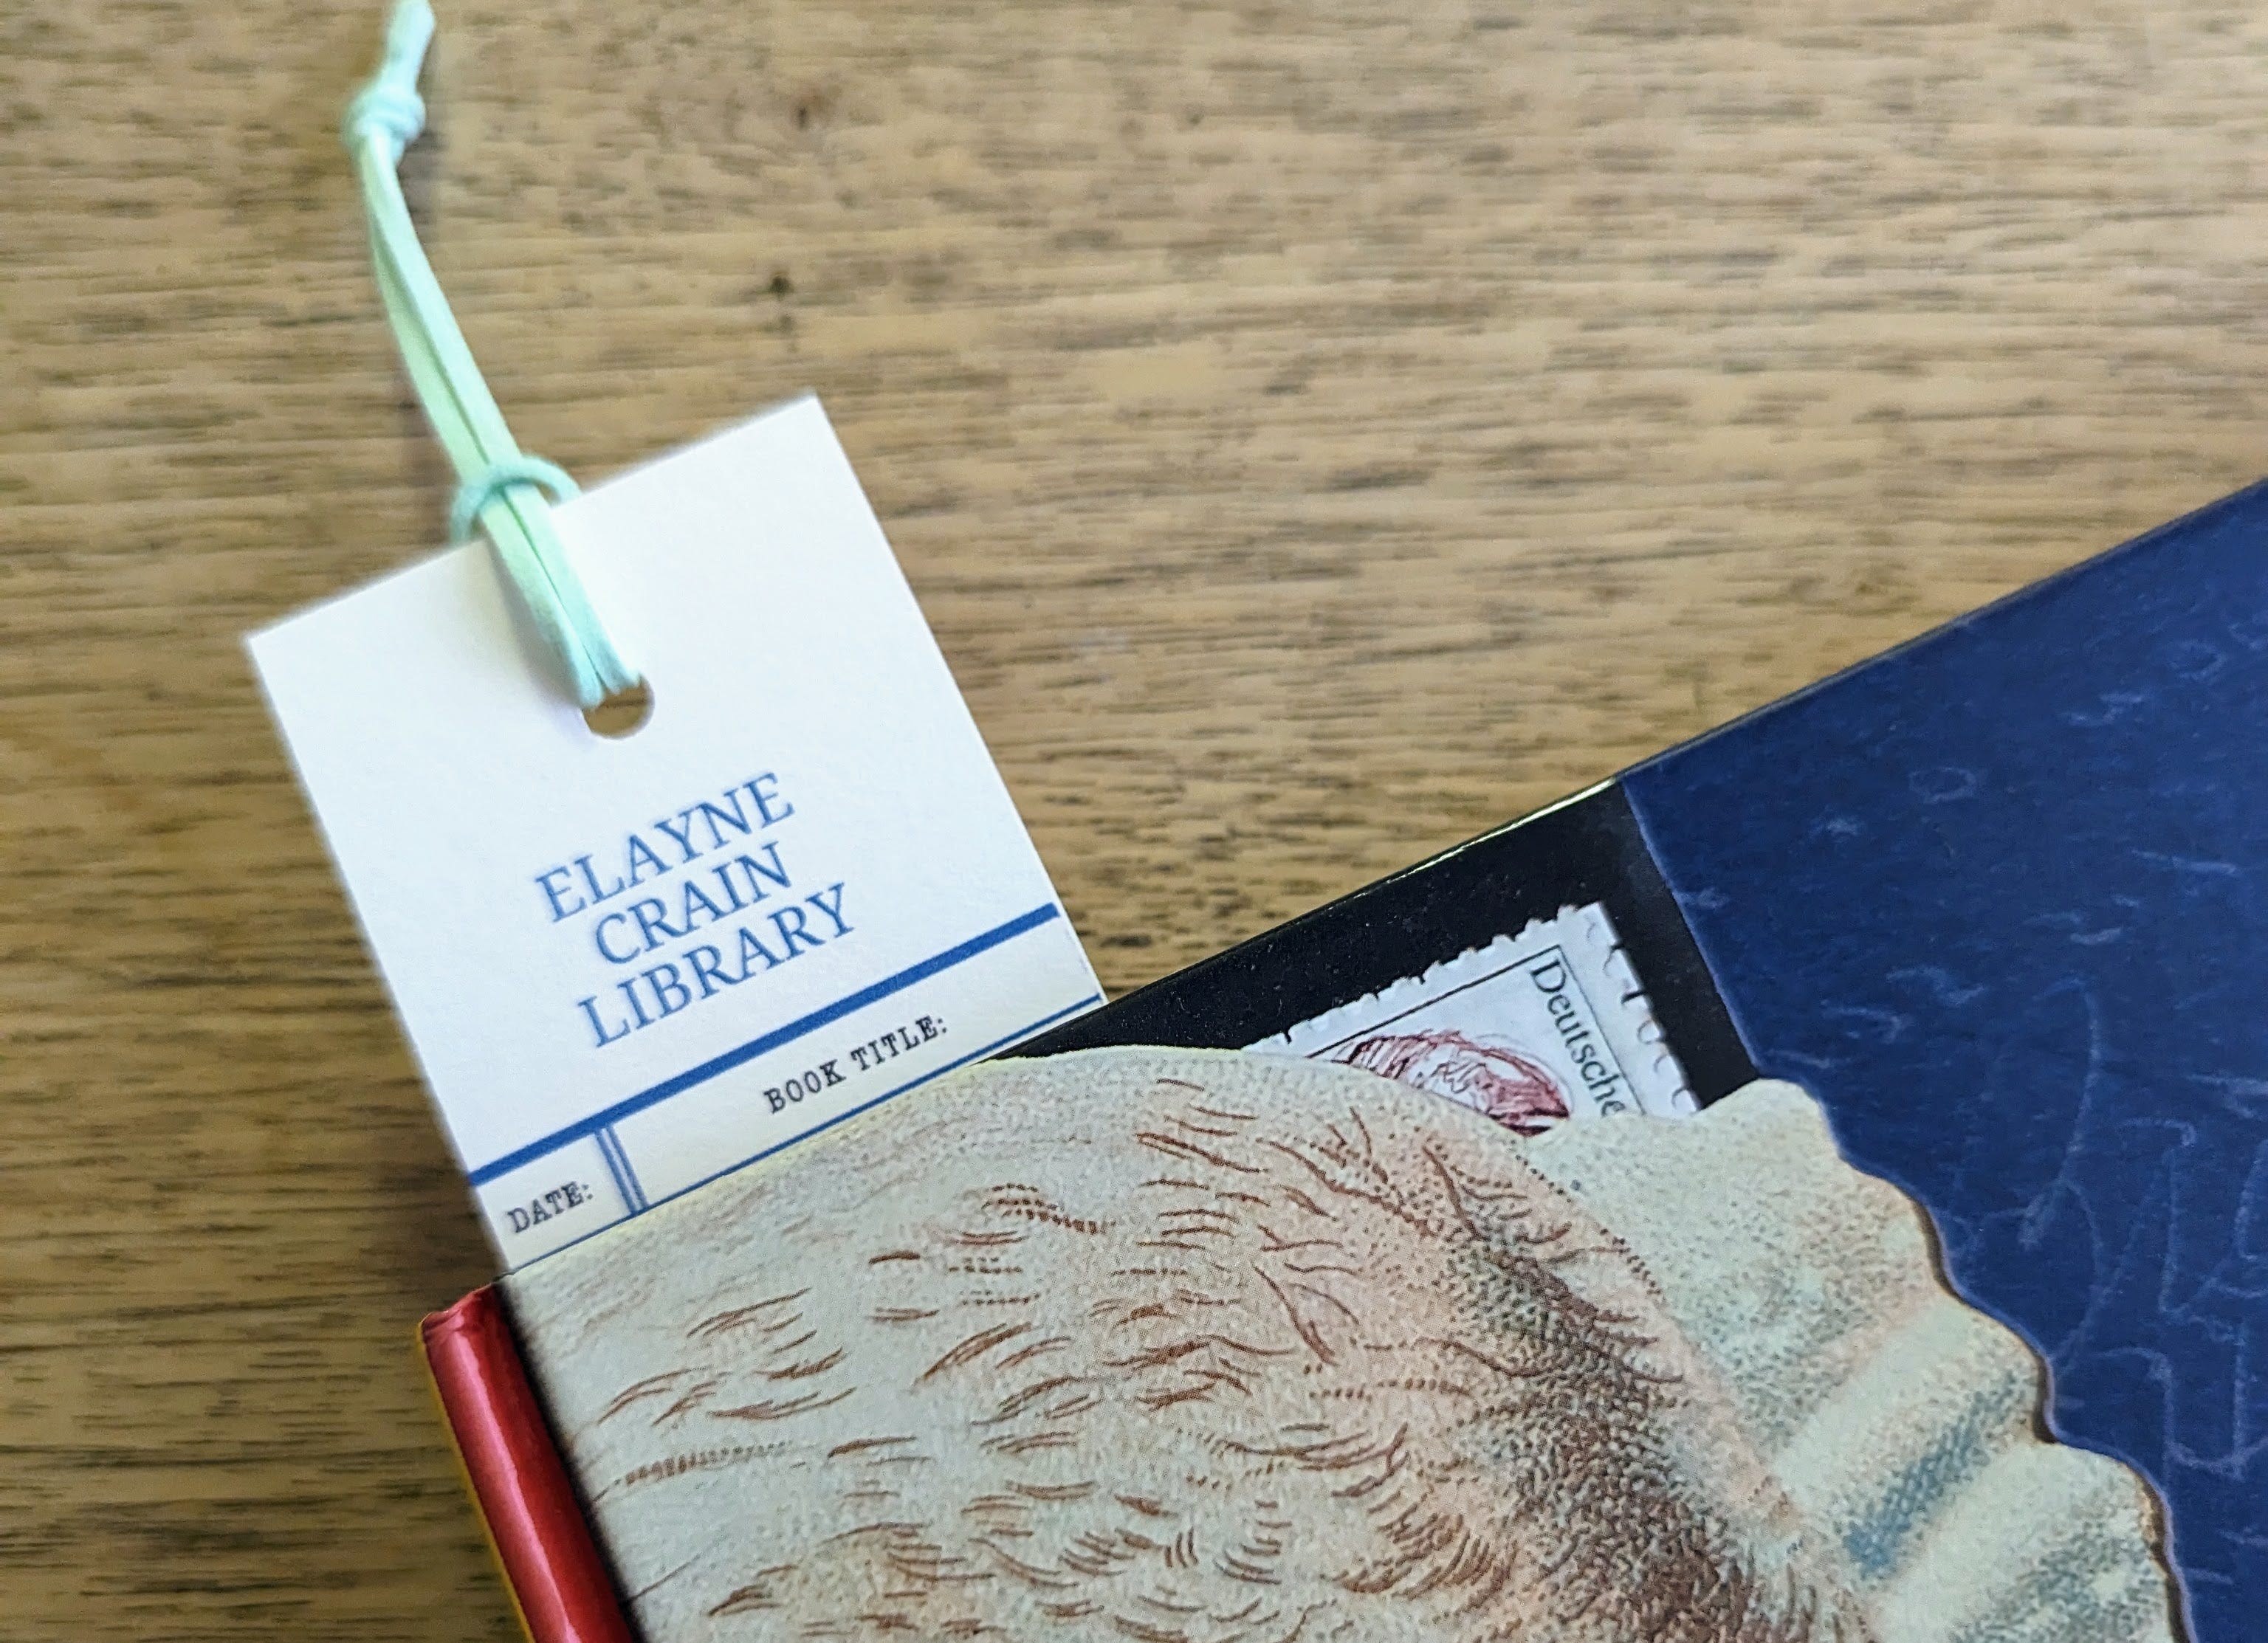 ELAYNE
CRAIN
LIBRARY
DATE: BOOK TITLE:
Deutsche